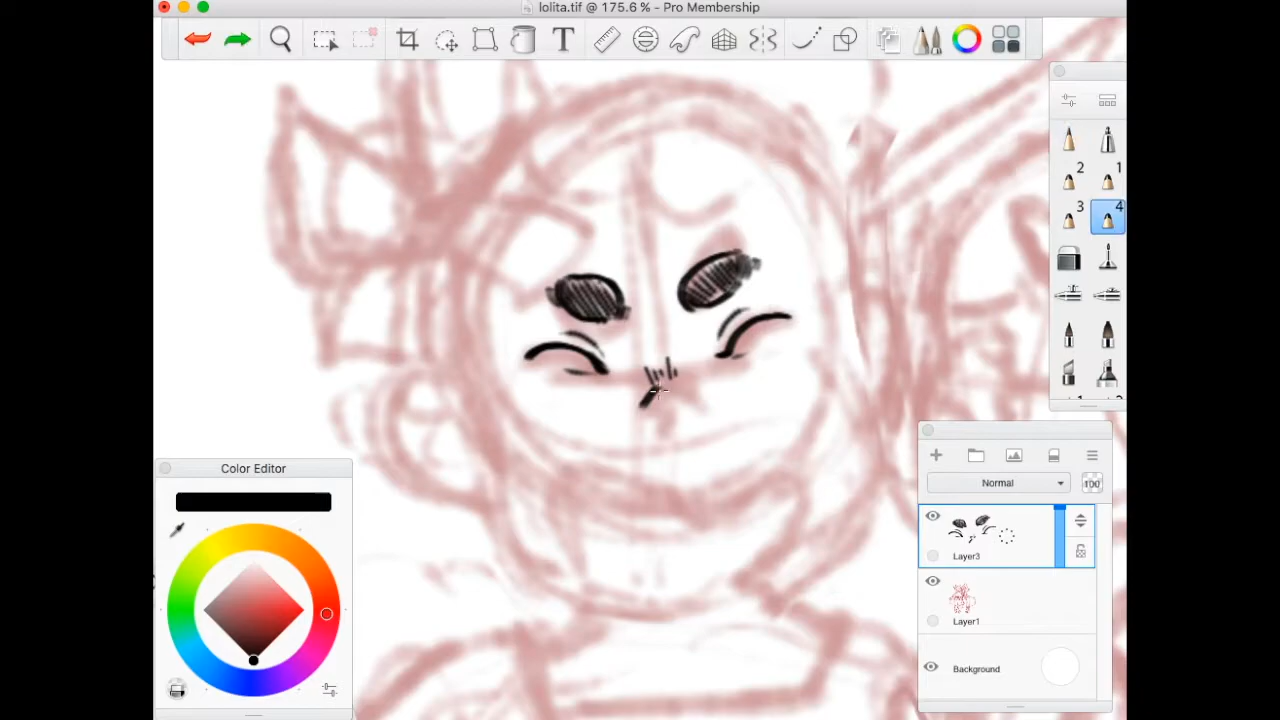 lolita.tif @ 175.6 % - Pro Membership
T
2 1
3 4
Color Editor
Normal
100
Layer3
Layer1
Background